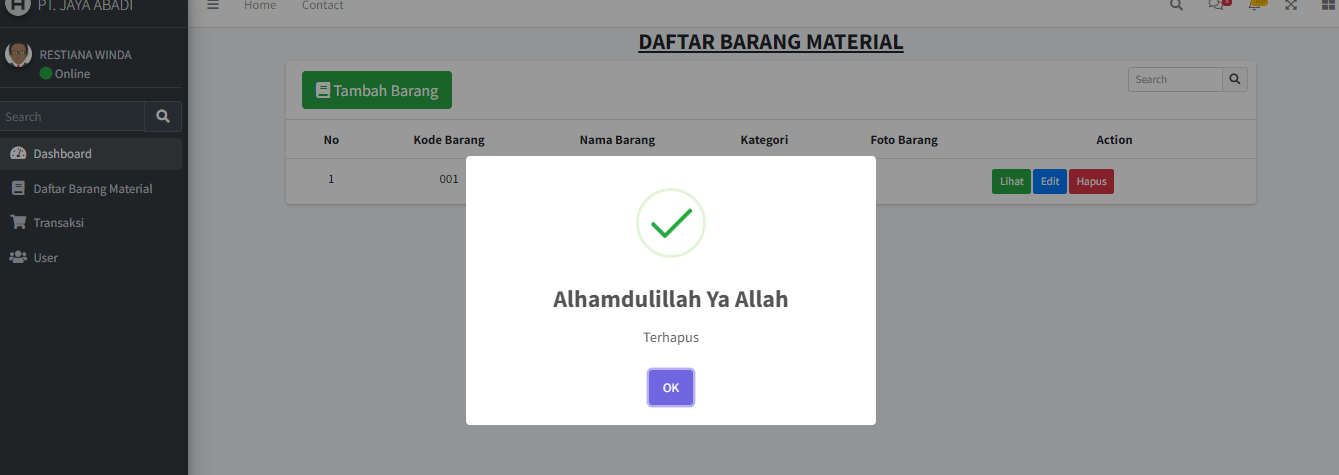 PT. JAYA ABADI
Home Contact
RESTIANA WINDA
Online
Search
Dashboard
Daftar Barang Material
Transaksi
User
DAFTAR BARANG MATERIAL
Tambah Barang
Search
No Kode Barang Nama Barang Kategori Foto Barang Action
1 001 Lihat Edit Hapus
Alhamdulillah Ya Allah
Terhapus
OK